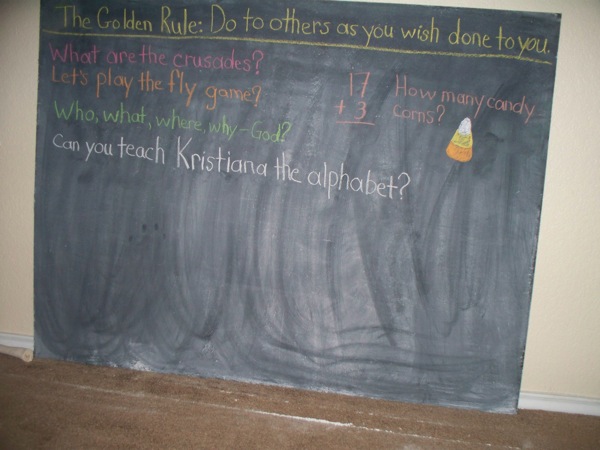 The Golden Rule: Do to others as you wish done to you.
What are the crusades?
Let's play the fly game?
Who, what, where, why - God?
Can you teach Kristiana the alphabet?
17
+ 3
How many candy
corns?